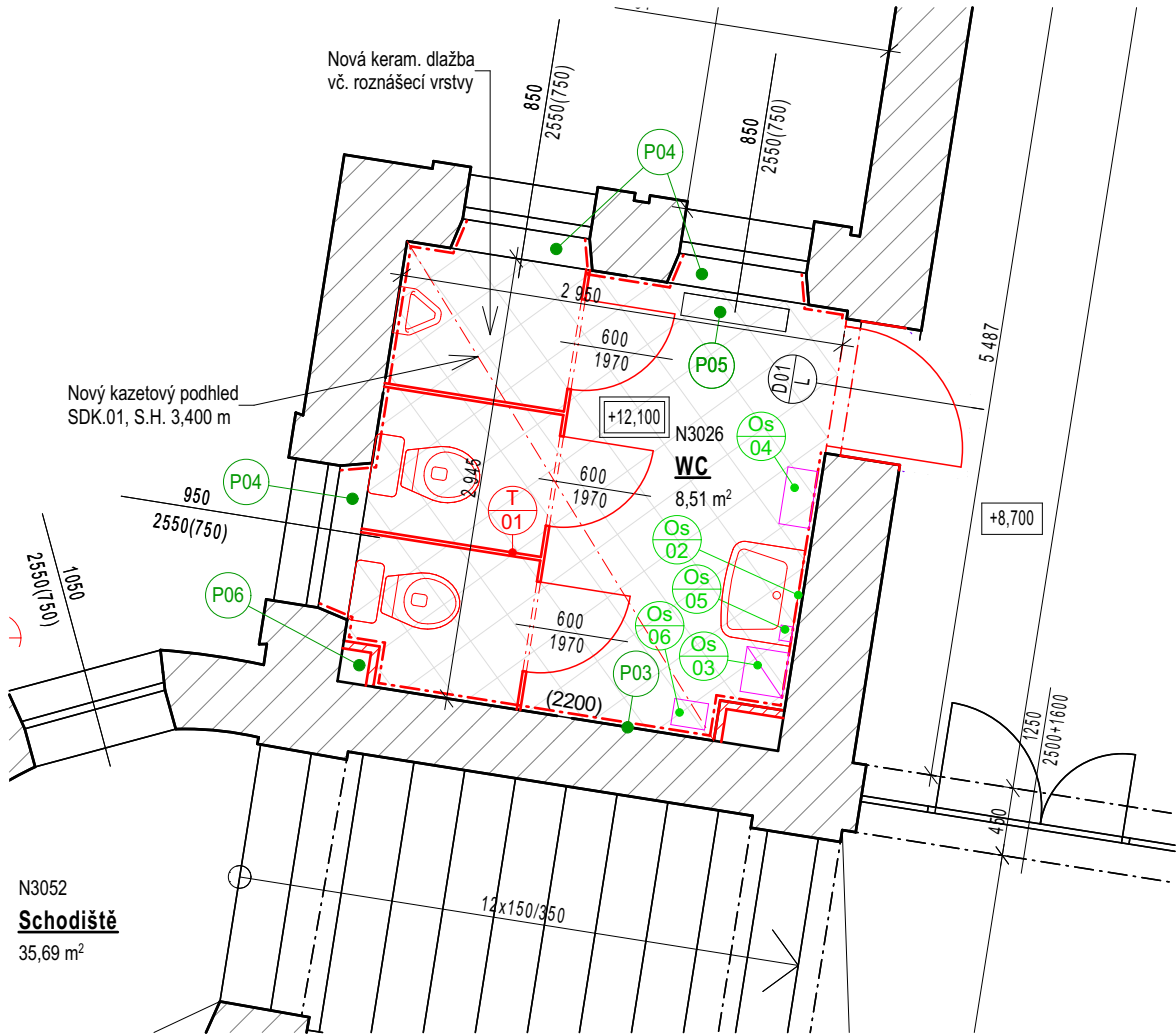 Nová keram. dlažba
vč. roznášecí vrstvy
850
2550(750)
850
2550(750)
P04
2 950
600
1970
P05
D01
L
5 487
Nový kazetový podhled
SDK.01, S.H. 3,400 m
+12,100
N3026
WC
8,51 m²
Os
04
P04
950
2550(750)
2 945
600
1970
T
01
+8,700
Os
02
1050
2550(750)
P06
Os
05
600
1970
Os
06
Os
03
P03
(2200)
1250
2500+1600
450
N3052
Schodiště
35,69 m²
12x150/350